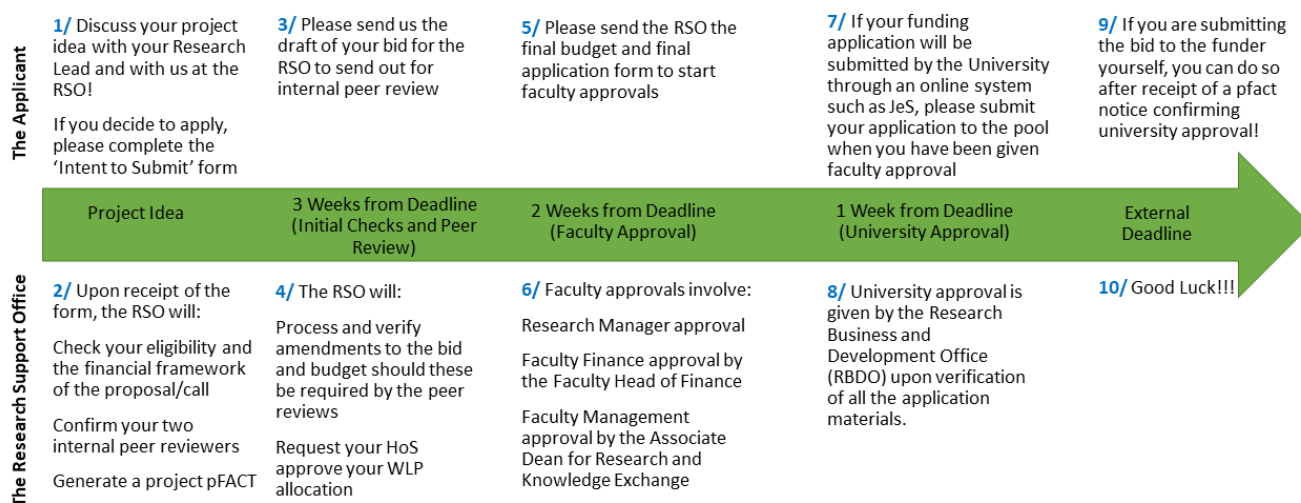 The Applicant
1/ Discuss your project
idea with your Research
Lead and with us at the
RSO!
If you decide to apply,
please complete the
‘Intent to Submit’ form
3/ Please send us the
draft of your bid for the
RSO to send out for
internal peer review
5/ Please send the RSO the
final budget and final
application form to start
faculty approvals
7/ If your funding
application will be
submitted by the University
through an online system
such as JeS, please submit
your application to the pool
when you have been given
faculty approval
9/ If you are submitting
the bid to the funder
yourself, you can do so
after receipt of a pfact
notice confirming
university approval!
Project Idea
3 Weeks from Deadline
(Initial Checks and Peer
Review)
2 Weeks from Deadline
(Faculty Approval)
1 Week from Deadline
(University Approval)
External
Deadline
The Research Support Office
2/ Upon receipt of the
form, the RSO will:
Check your eligibility and
the financial framework
of the proposal/call
Confirm your two
internal peer reviewers
Generate a project pFACT
4/ The RSO will:
Process and verify
amendments to the bid
and budget should these
be required by the peer
reviews
Request your HoS
approve your WLP
allocation
6/ Faculty approvals involve:
Research Manager approval
Faculty Finance approval by
the Faculty Head of Finance
Faculty Management
approval by the Associate
Dean for Research and
Knowledge Exchange
8/ University approval is
given by the Research
Business and
Development Office
(RBDO) upon verification
of all the application
materials.
10/ Good Luck!!!